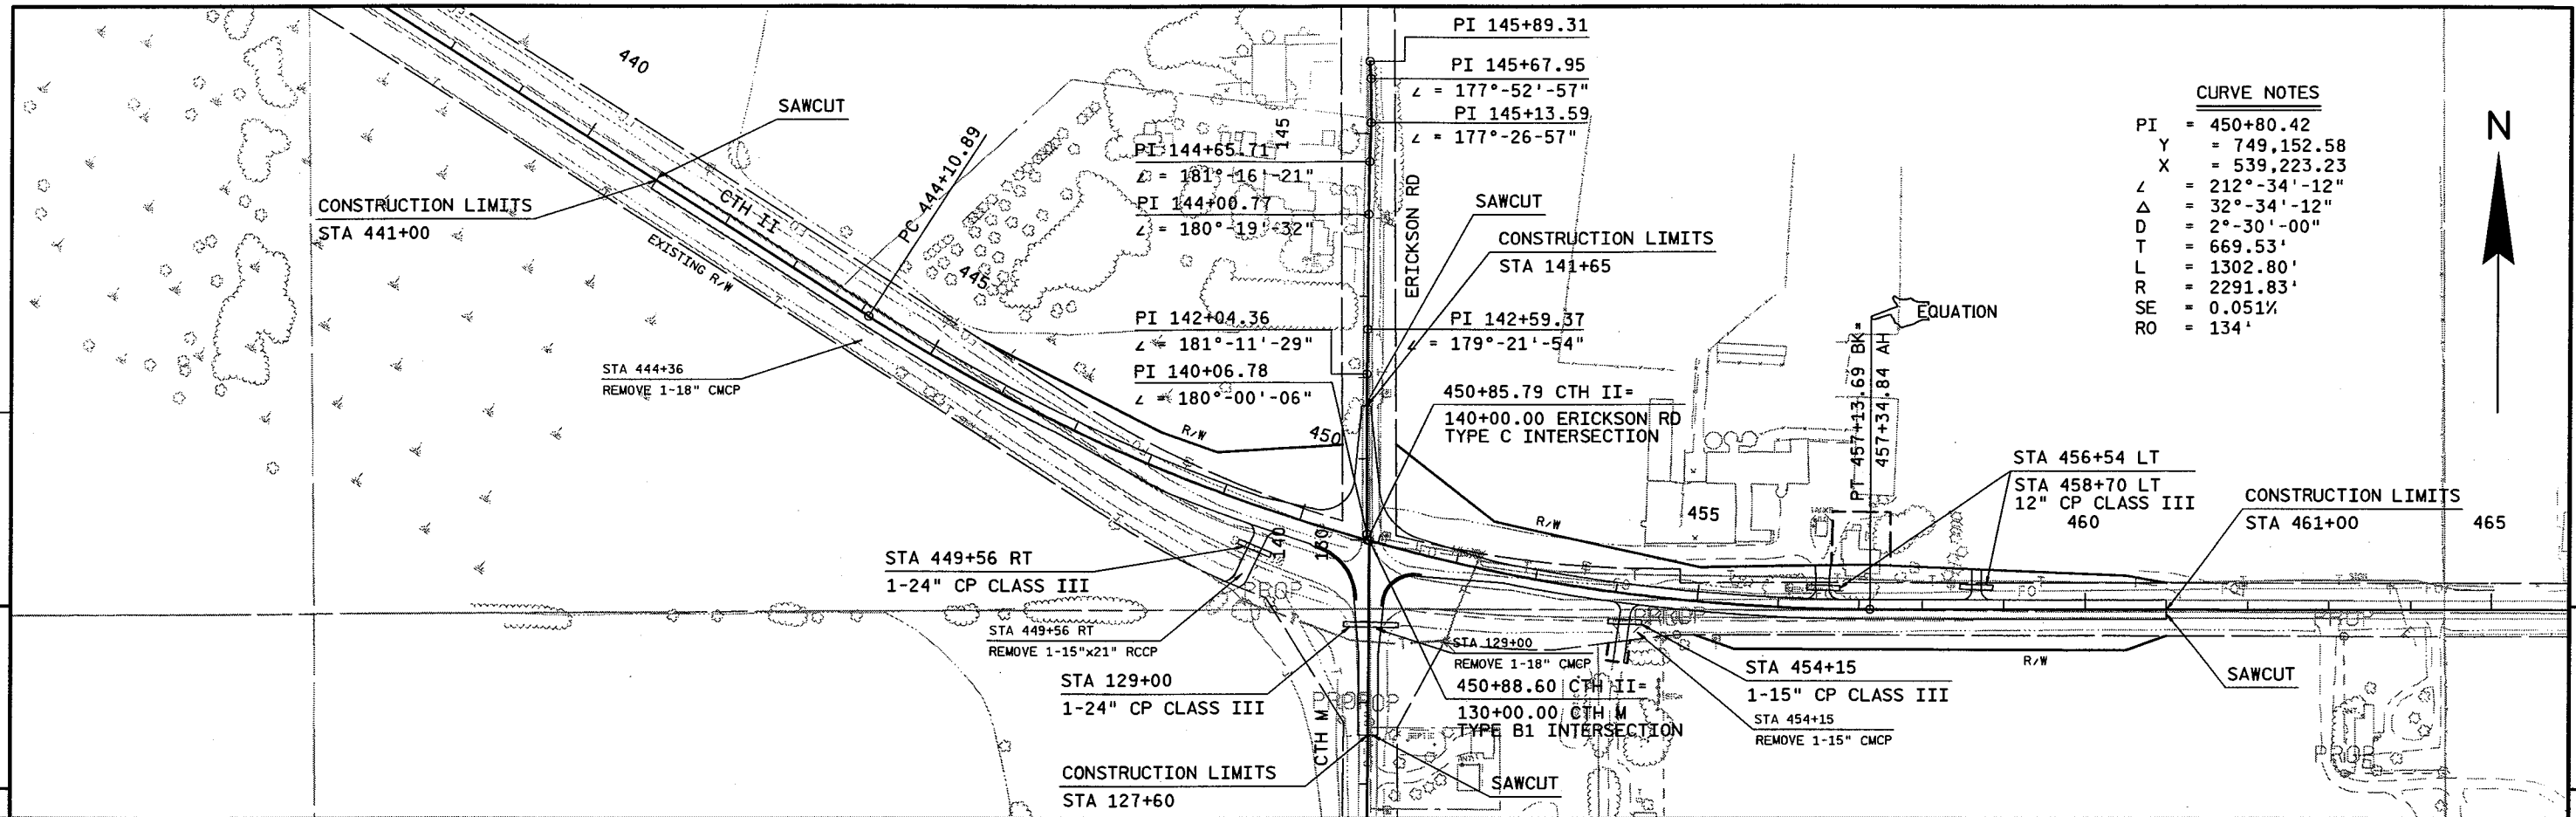 PI 145+89.31
PI 145+67.95
∠ = 177°-52'-57"
PI 145+13.59
∠ = 177°-26-57"
145
PI 144+65.71
∠ = 181°-16'-21"
PI 144+00.77
∠ = 180°-19'-32"
ERICKSON RD
440
SAWCUT
CONSTRUCTION LIMITS
STA 441+00
CTH II
EXISTING R/W
PC 444+10.89
445
STA 444+36
REMOVE 1-18" CMCP
SAWCUT
CONSTRUCTION LIMITS
STA 141+65
PI 142+04.36
∠ = 181°-11'-29"
PI 142+59.37
∠ = 179°-21'-54"
PI 140+06.78
∠ = 180°-00'-06"
R/W
450
450+85.79 CTH II=
140+00.00 ERICKSON RD
TYPE C INTERSECTION
CURVE NOTES
PI = 450+80.42
Y = 749,152.58
X = 539,223.23
∠ = 212°-34'-12"
△ = 32°-34'-12"
D = 2°-30'-00"
T = 669.53'
L = 1302.80'
R = 2291.83'
SE = 0.051%
RO = 134'
N
EQUATION
PT 457+13.69 BK=
457+34.84 AH
455
R/W
STA 456+54 LT
STA 458+70 LT
12" CP CLASS III
460
CONSTRUCTION LIMITS
STA 461+00
465
STA 449+56 RT
1-24" CP CLASS III
140
130
PROP
STA 449+56 RT
REMOVE 1-15"x21" RCCP
STA 129+00
1-24" CP CLASS III
STA 129+00
REMOVE 1-18" CMCP
450+88.60 CTH II=
130+00.00 CTH M
TYPE B1 INTERSECTION
PROP
STA 454+15
1-15" CP CLASS III
STA 454+15
REMOVE 1-15" CMCP
R/W
SAWCUT
PROP
PROP
CTH M
CONSTRUCTION LIMITS
STA 127+60
SAWCUT